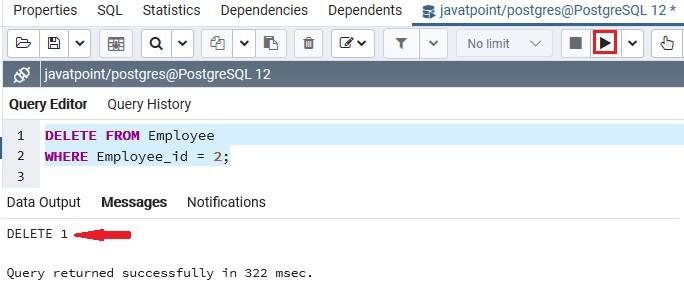 Properties SQL Statistics Dependencies Dependents javatpoint/postgres@PostgreSQL 12 *
No limit
javatpoint/postgres@PostgreSQL 12
Query Editor Query History
1 DELETE FROM Employee
2 WHERE Employee_id = 2;
3
Data Output Messages Notifications
DELETE 1
Query returned successfully in 322 msec.